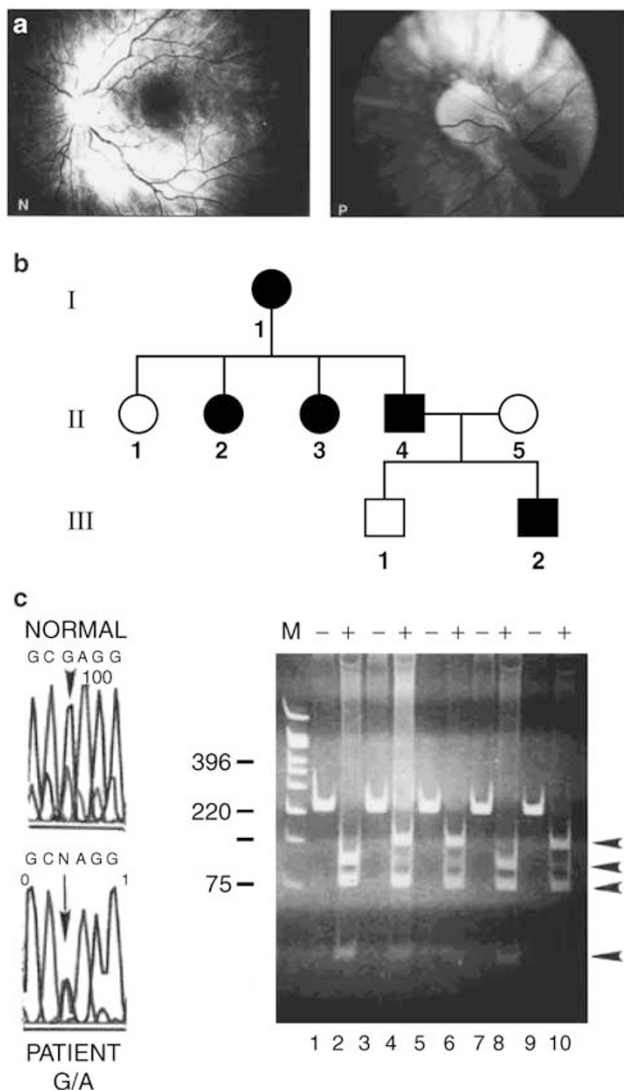 a
N P
b
I
1
II
1 2 3 4 5
III
1 2
c
NORMAL
G C G A G G
100
M − + − + − + − + − +
396
220
75
G C N A G G
0 1
PATIENT
G/A
1 2 3 4 5 6 7 8 9 10